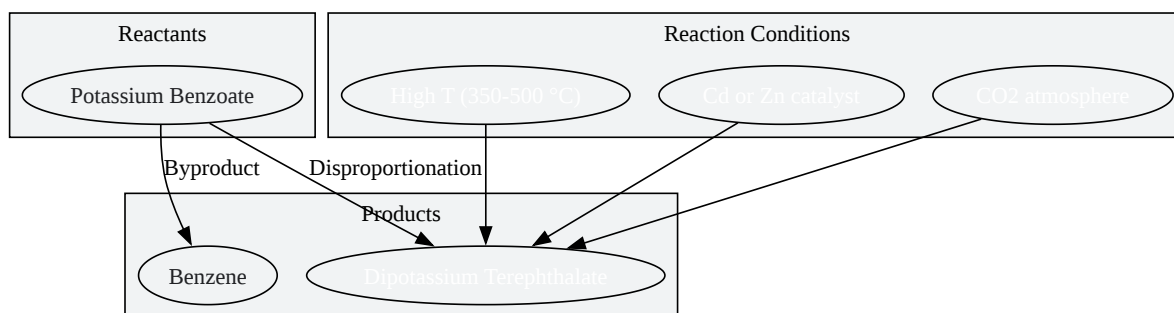 Reactants
Reaction Conditions
Potassium Benzoate
High T (350-500 °C)
Cd or Zn catalyst
CO2 atmosphere
Byproduct
Disproportionation
Products
Benzene
Dipotassium Terephthalate